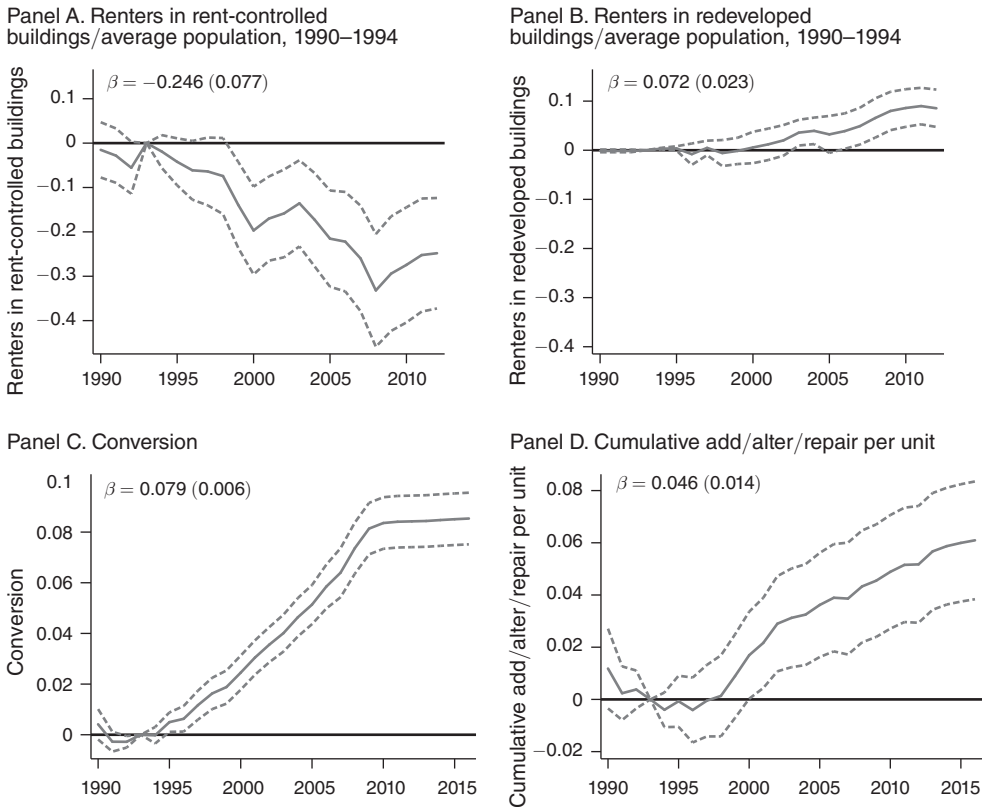 Panel A. Renters in rent-controlled
buildings/average population, 1990–1994
β = −0.246 (0.077)
Renters in rent-controlled buildings
0.1
0
−0.1
−0.2
−0.3
−0.4
1990 1995 2000 2005 2010
Panel B. Renters in redeveloped
buildings/average population, 1990–1994
β = 0.072 (0.023)
Renters in redeveloped buildings
0.1
0
−0.1
−0.2
−0.3
−0.4
1990 1995 2000 2005 2010
Panel C. Conversion
β = 0.079 (0.006)
Conversion
0.1
0.08
0.06
0.04
0.02
0
1990 1995 2000 2005 2010 2015
Panel D. Cumulative add/alter/repair per unit
β = 0.046 (0.014)
Cumulative add/alter/repair per unit
0.08
0.06
0.04
0.02
0
−0.02
1990 1995 2000 2005 2010 2015